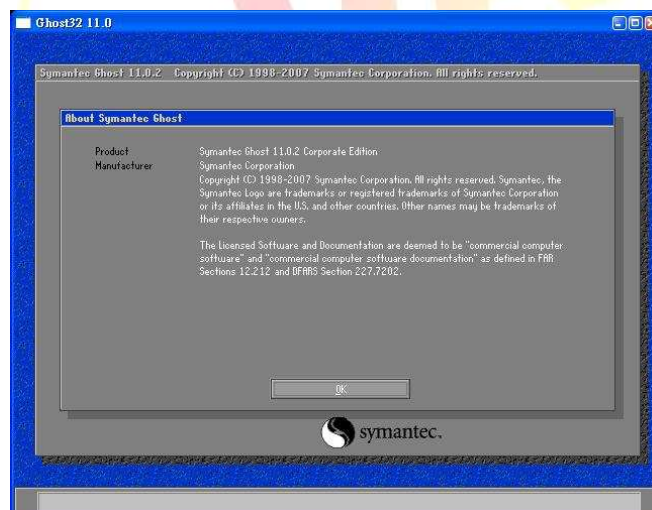 Ghost32 11.0
Symantec Ghost 11.0.2 Copyright (C) 1998-2007 Symantec Corporation. All rights reserved.
About Symantec Ghost
Product Symantec Ghost 11.0.2 Corporate Edition
Manufacturer Symantec Corporation
Copyright (C) 1998-2007 Symantec Corporation. All rights reserved. Symantec, the
Symantec Logo are trademarks or registered trademarks of Symantec Corporation
or its affiliates in the U.S. and other countries. Other names may be trademarks of
their respective owners.
The Licensed Software and Documentation are deemed to be "commercial computer
software" and "commercial computer software documentation" as defined in FAR
Sections 12.212 and DFARS Section 227.7202.
OK
symantec.